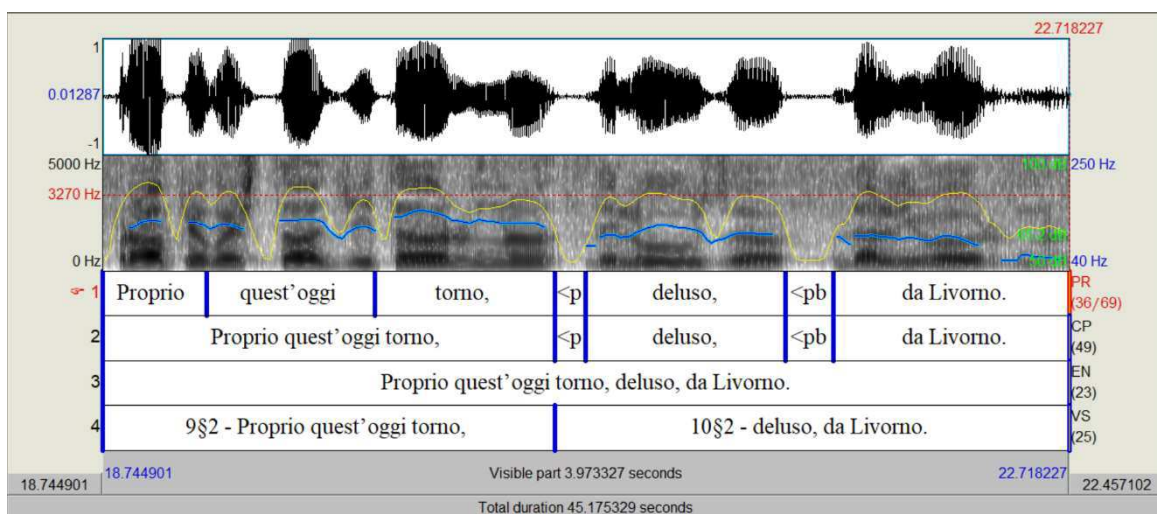 22.718227
1
0.01287
-1
5000 Hz 250 Hz
3270 Hz
0 Hz 40 Hz
1 Proprio quest’oggi torno, <p deluso, <pb da Livorno. PR (36/69)
2 Proprio quest’oggi torno, <p deluso, <pb da Livorno. CP (49)
3 Proprio quest’oggi torno, deluso, da Livorno. EN (23)
4 9§2 - Proprio quest’oggi torno, 10§2 - deluso, da Livorno. VS (25)
18.744901 Visible part 3.973327 seconds 22.718227
18.744901 22.457102
Total duration 45.175329 seconds